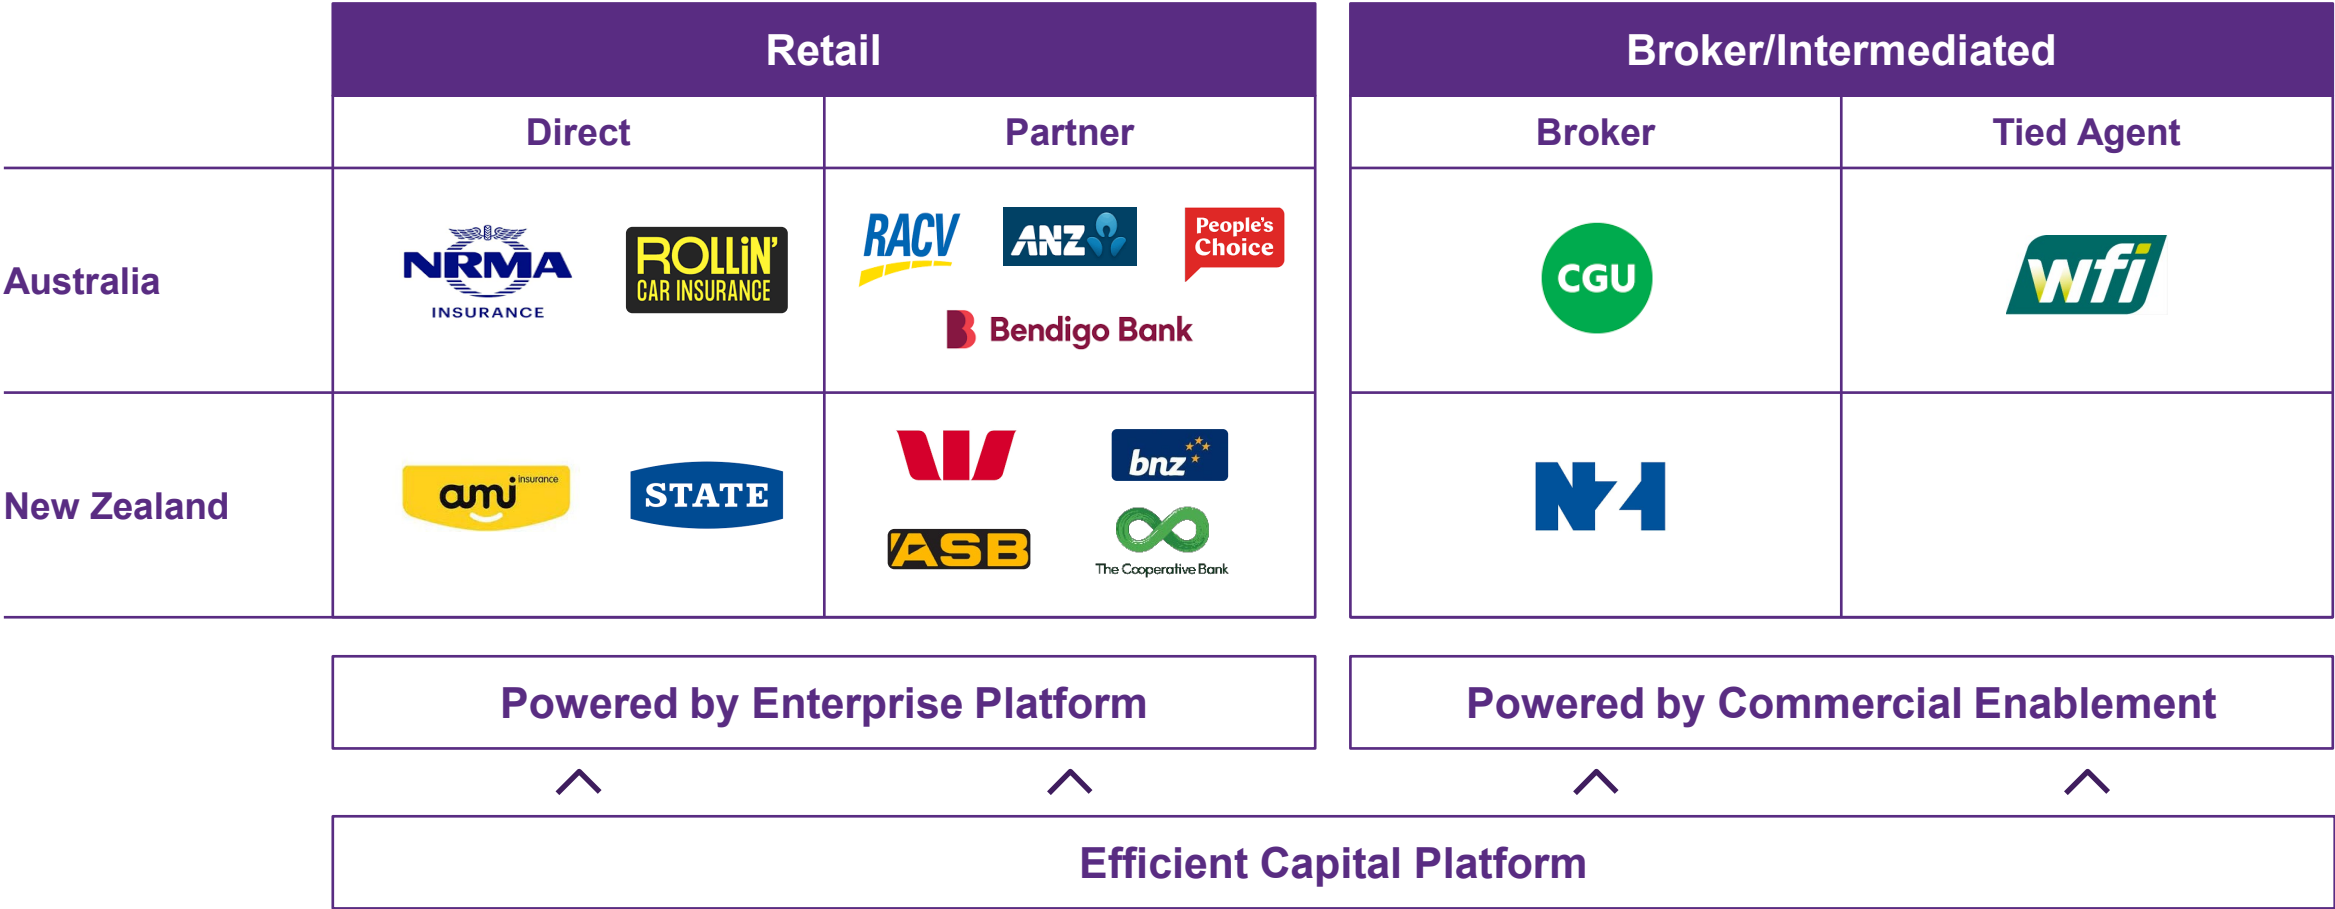 Retail
Broker/Intermediated
Direct
Partner
Broker
Tied Agent
Australia
NRMA
INSURANCE
ROLLiN'
CAR INSURANCE
RACV
ANZ
People's
Choice
Bendigo Bank
CGU
wfi
New Zealand
ami insurance
STATE
bnz
ASB
The Cooperative Bank
NZI
Powered by Enterprise Platform
Powered by Commercial Enablement
Efficient Capital Platform